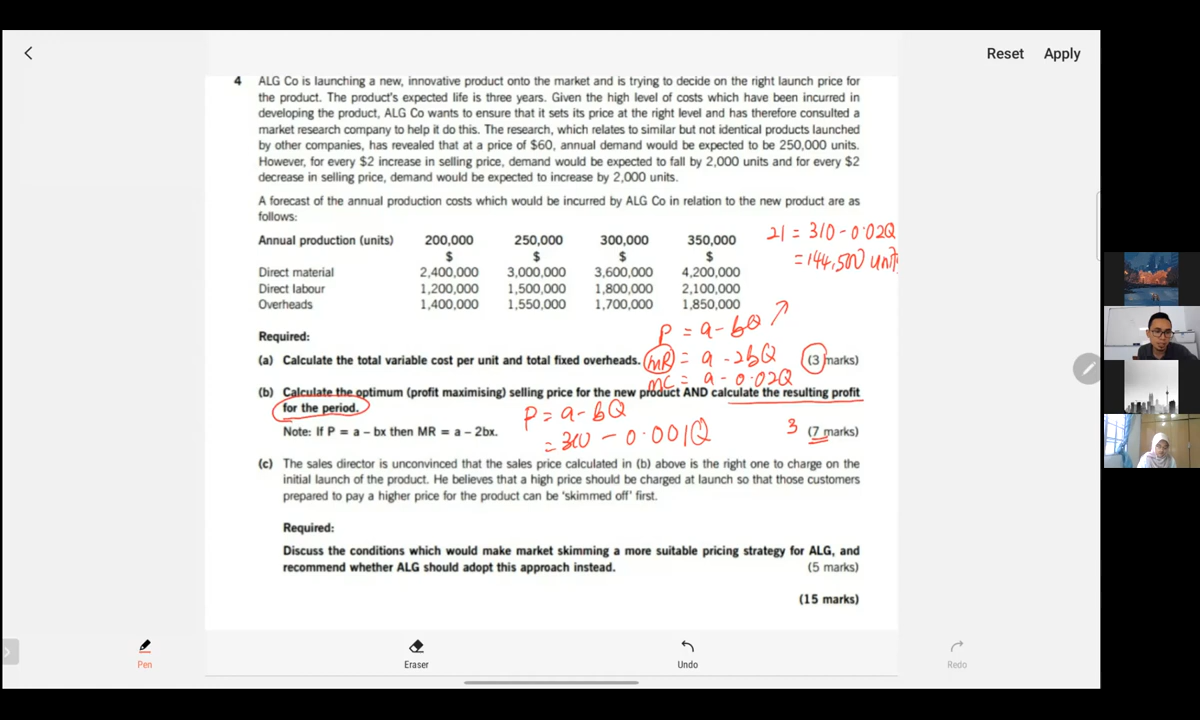 Reset Apply
4 ALG Co is launching a new, innovative product onto the market and is trying to decide on the right launch price for
the product. The product's expected life is three years. Given the high level of costs which have been incurred in
developing the product, ALG Co wants to ensure that it sets its price at the right level and has therefore consulted a
market research company to help it do this. The research, which relates to similar but not identical products launched
by other companies, has revealed that at a price of $60, annual demand would be expected to be 250,000 units.
However, for every $2 increase in selling price, demand would be expected to fall by 2,000 units and for every $2
decrease in selling price, demand would be expected to increase by 2,000 units.
A forecast of the annual production costs which would be incurred by ALG Co in relation to the new product are as
follows:
21 = 310 - 0.02Q
= 144,500 unit
Annual production (units) 200,000 250,000 300,000 350,000
$ $ $ $
Direct material 2,400,000 3,000,000 3,600,000 4,200,000
Direct labour 1,200,000 1,500,000 1,800,000 2,100,000
Overheads 1,400,000 1,550,000 1,700,000 1,850,000
P = a - bQ
Required:
(a) Calculate the total variable cost per unit and total fixed overheads. (3 marks)
MR = a - 2bQ
MC = a - 0.02Q
(b) Calculate the optimum (profit maximising) selling price for the new product AND calculate the resulting profit
for the period.
P = a - bQ
Note: If P = a – bx then MR = a – 2bx. (7 marks)
= 310 - 0.001Q
3
(c) The sales director is unconvinced that the sales price calculated in (b) above is the right one to charge on the
initial launch of the product. He believes that a high price should be charged at launch so that those customers
prepared to pay a higher price for the product can be 'skimmed off' first.
Required:
Discuss the conditions which would make market skimming a more suitable pricing strategy for ALG, and
recommend whether ALG should adopt this approach instead. (5 marks)
(15 marks)
Pen Eraser Undo Redo